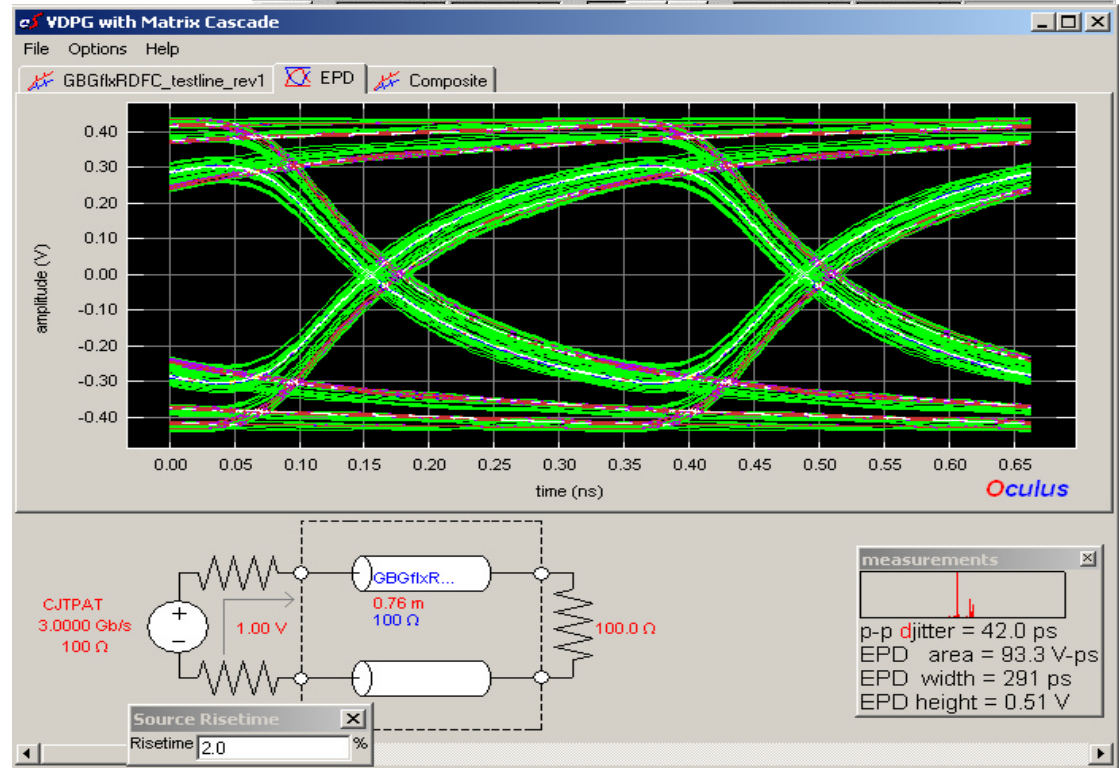 eS VDPG with Matrix Cascade
File Options Help
GBGflxRDFC_testline_rev1 EPD Composite
amplitude (V)
0.40
0.30
0.20
0.10
0.00
-0.10
-0.20
-0.30
-0.40
0.00 0.05 0.10 0.15 0.20 0.25 0.30 0.35 0.40 0.45 0.50 0.55 0.60 0.65
time (ns)
Oculus
CJTPAT
3.0000 Gb/s
100 Ω
+
−
1.00 V
GBGflxR...
0.76 m
100 Ω
100.0 Ω
measurements
p-p djitter = 42.0 ps
EPD area = 93.3 V-ps
EPD width = 291 ps
EPD height = 0.51 V
Source Risetime
Risetime 2.0 %